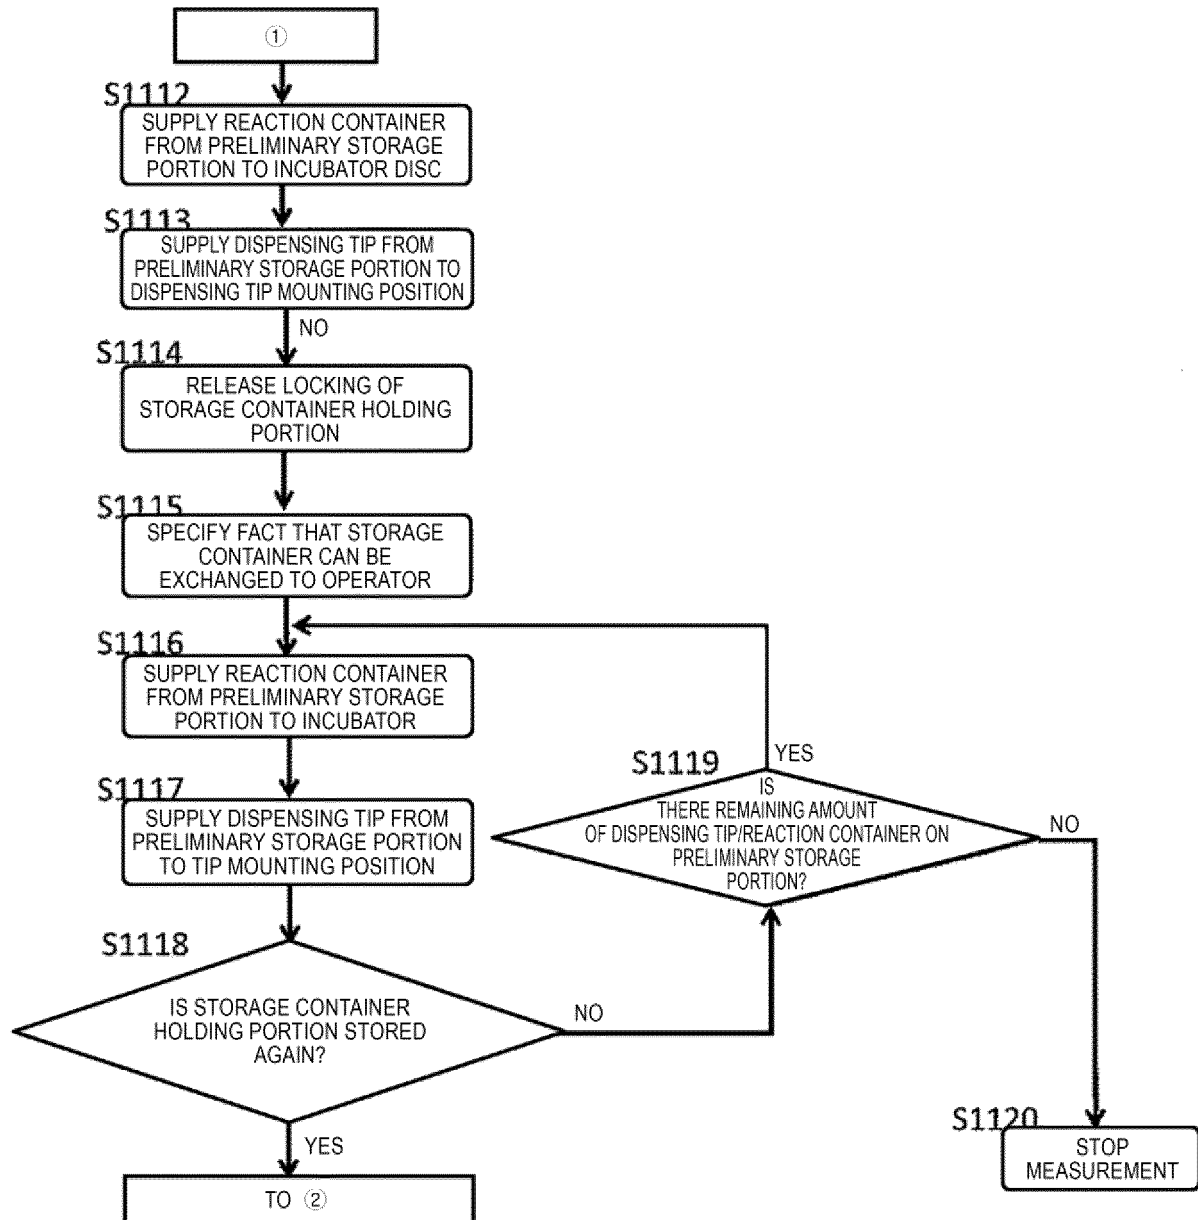 ①
S1112
SUPPLY REACTION CONTAINER
FROM PRELIMINARY STORAGE
PORTION TO INCUBATOR DISC
S1113
SUPPLY DISPENSING TIP FROM
PRELIMINARY STORAGE PORTION TO
DISPENSING TIP MOUNTING POSITION
NO
S1114
RELEASE LOCKING OF
STORAGE CONTAINER HOLDING
PORTION
S1115
SPECIFY FACT THAT STORAGE
CONTAINER CAN BE
EXCHANGED TO OPERATOR
S1116
SUPPLY REACTION CONTAINER
FROM PRELIMINARY STORAGE
PORTION TO INCUBATOR
S1117
SUPPLY DISPENSING TIP FROM
PRELIMINARY STORAGE PORTION
TO TIP MOUNTING POSITION
S1118
IS STORAGE CONTAINER
HOLDING PORTION STORED
AGAIN?
NO
YES
TO ②
S1119
YES
IS
THERE REMAINING AMOUNT
OF DISPENSING TIP/REACTION CONTAINER ON
PRELIMINARY STORAGE
PORTION?
NO
S1120
STOP
MEASUREMENT